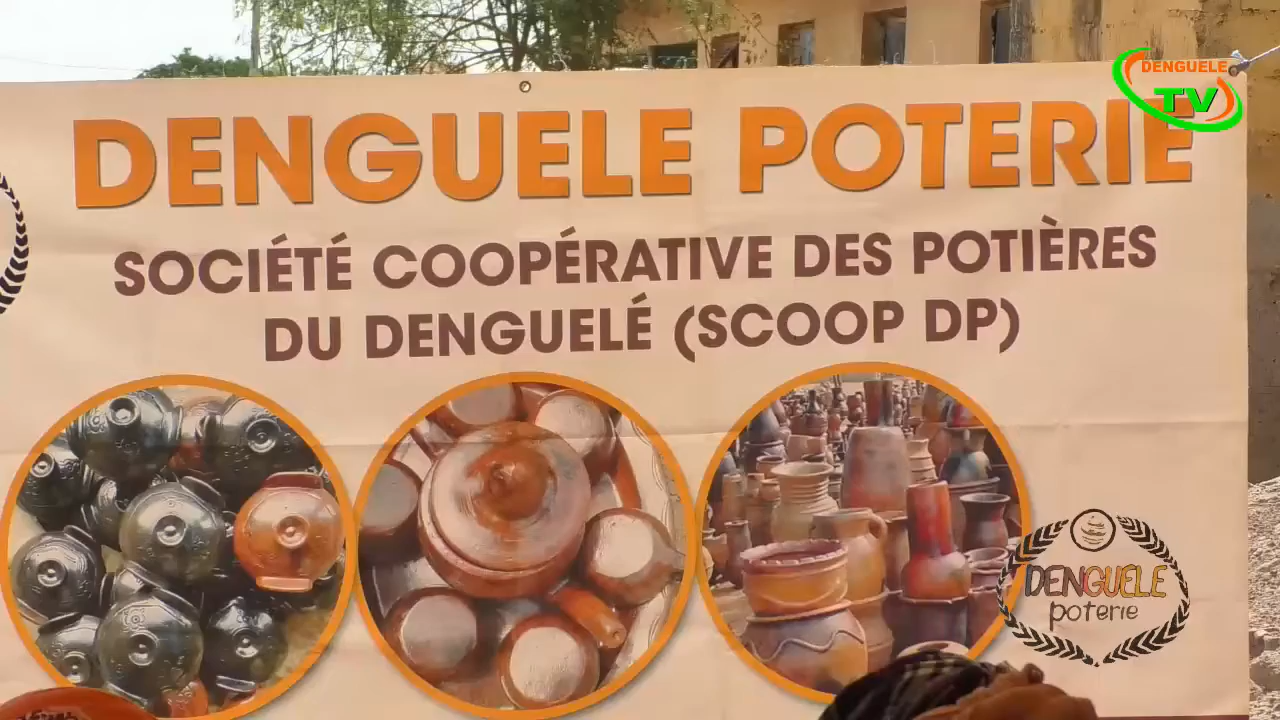 DENGUELE
TV
DENGUELE POTERIE
SOCIÉTÉ COOPÉRATIVE DES POTIÈRES
DU DENGUELÉ (SCOOP DP)
DENGUELE
poterie